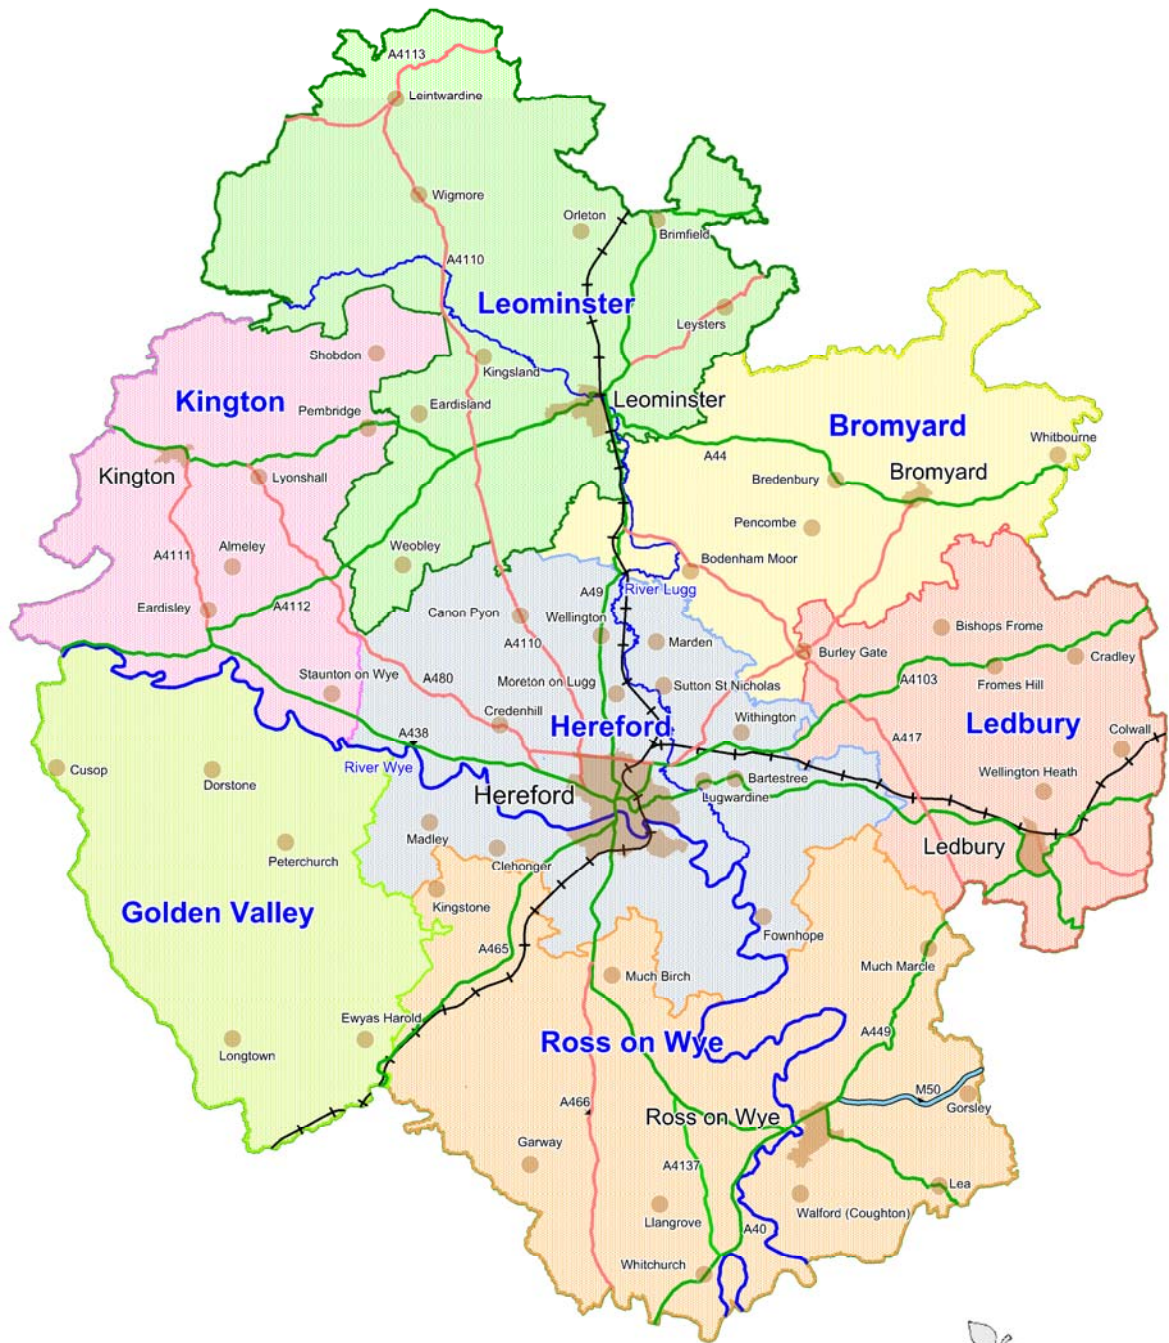 A4113
Leintwardine
Wigmore
Orleton
Brimfield
A4110
Leominster
Leysters
Shobdon
Kingsland
Kington
Pembridge
Eardisland
Leominster
Bromyard
Whitbourne
A44
Kington
Lyonshall
Bredenbury
Bromyard
Pencombe
A4111
Almeley
Weobley
Bodenham Moor
A49
River Lugg
Eardisley
A4112
Canon Pyon
Wellington
A4110
Marden
Bishops Frome
Burley Gate
Cradley
Staunton on Wye
A480
Moreton on Lugg
Sutton St Nicholas
A4103
Fromes Hill
Credenhill
Hereford
Withington
Ledbury
A438
A417
Colwall
Cusop
River Wye
Dorstone
Bartestree
Wellington Heath
Hereford
Lugwardine
Madley
Peterchurch
Clehonger
Ledbury
Kingstone
Golden Valley
Fownhope
A465
Much Birch
Much Marcle
Ewyas Harold
Longtown
Ross on Wye
A449
M50
Gorsley
A466
Ross on Wye
Garway
A4137
Lea
Llangrove
Walford (Coughton)
A40
Whitchurch